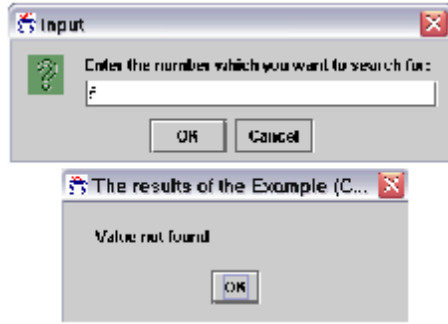 Input
Enter the number which you want to search for:
OK
Cancel
The results of the Example (C...
Value not found
OK